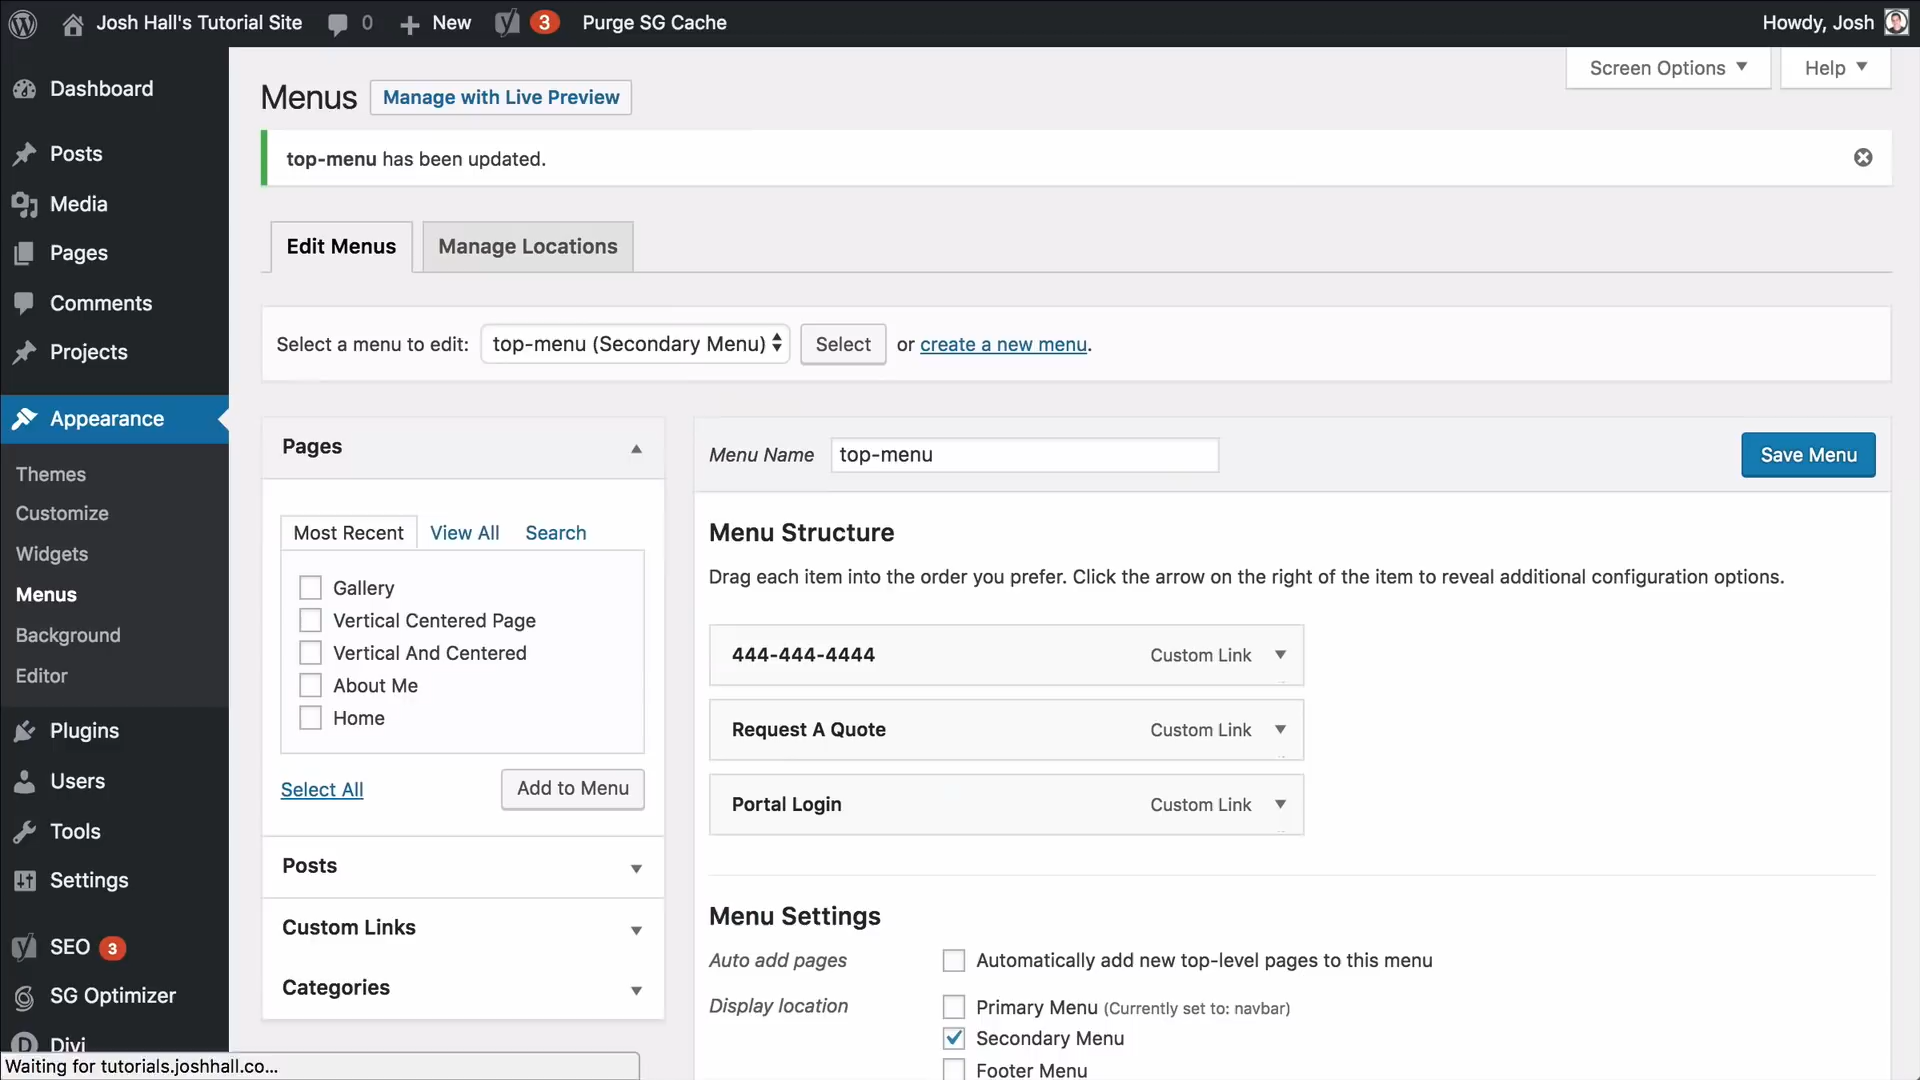 Josh Hall's Tutorial Site 0 New 3 Purge SG Cache Howdy, Josh
Screen Options Help
Dashboard
Posts
Media
Pages
Comments
Projects
Appearance
Themes
Customize
Widgets
Menus
Background
Editor
Plugins
Users
Tools
Settings
SEO 3
SG Optimizer
Divi
Menus Manage with Live Preview
top-menu has been updated.
Edit Menus Manage Locations
Select a menu to edit: top-menu (Secondary Menu) Select or create a new menu.
Pages
Most Recent View All Search
Gallery
Vertical Centered Page
Vertical And Centered
About Me
Home
Select All Add to Menu
Posts
Custom Links
Categories
Menu Name top-menu Save Menu
Menu Structure
Drag each item into the order you prefer. Click the arrow on the right of the item to reveal additional configuration options.
444-444-4444 Custom Link
Request A Quote Custom Link
Portal Login Custom Link
Menu Settings
Auto add pages Automatically add new top-level pages to this menu
Display location Primary Menu (Currently set to: navbar)
Secondary Menu
Footer Menu
Waiting for tutorials.joshhall.co...